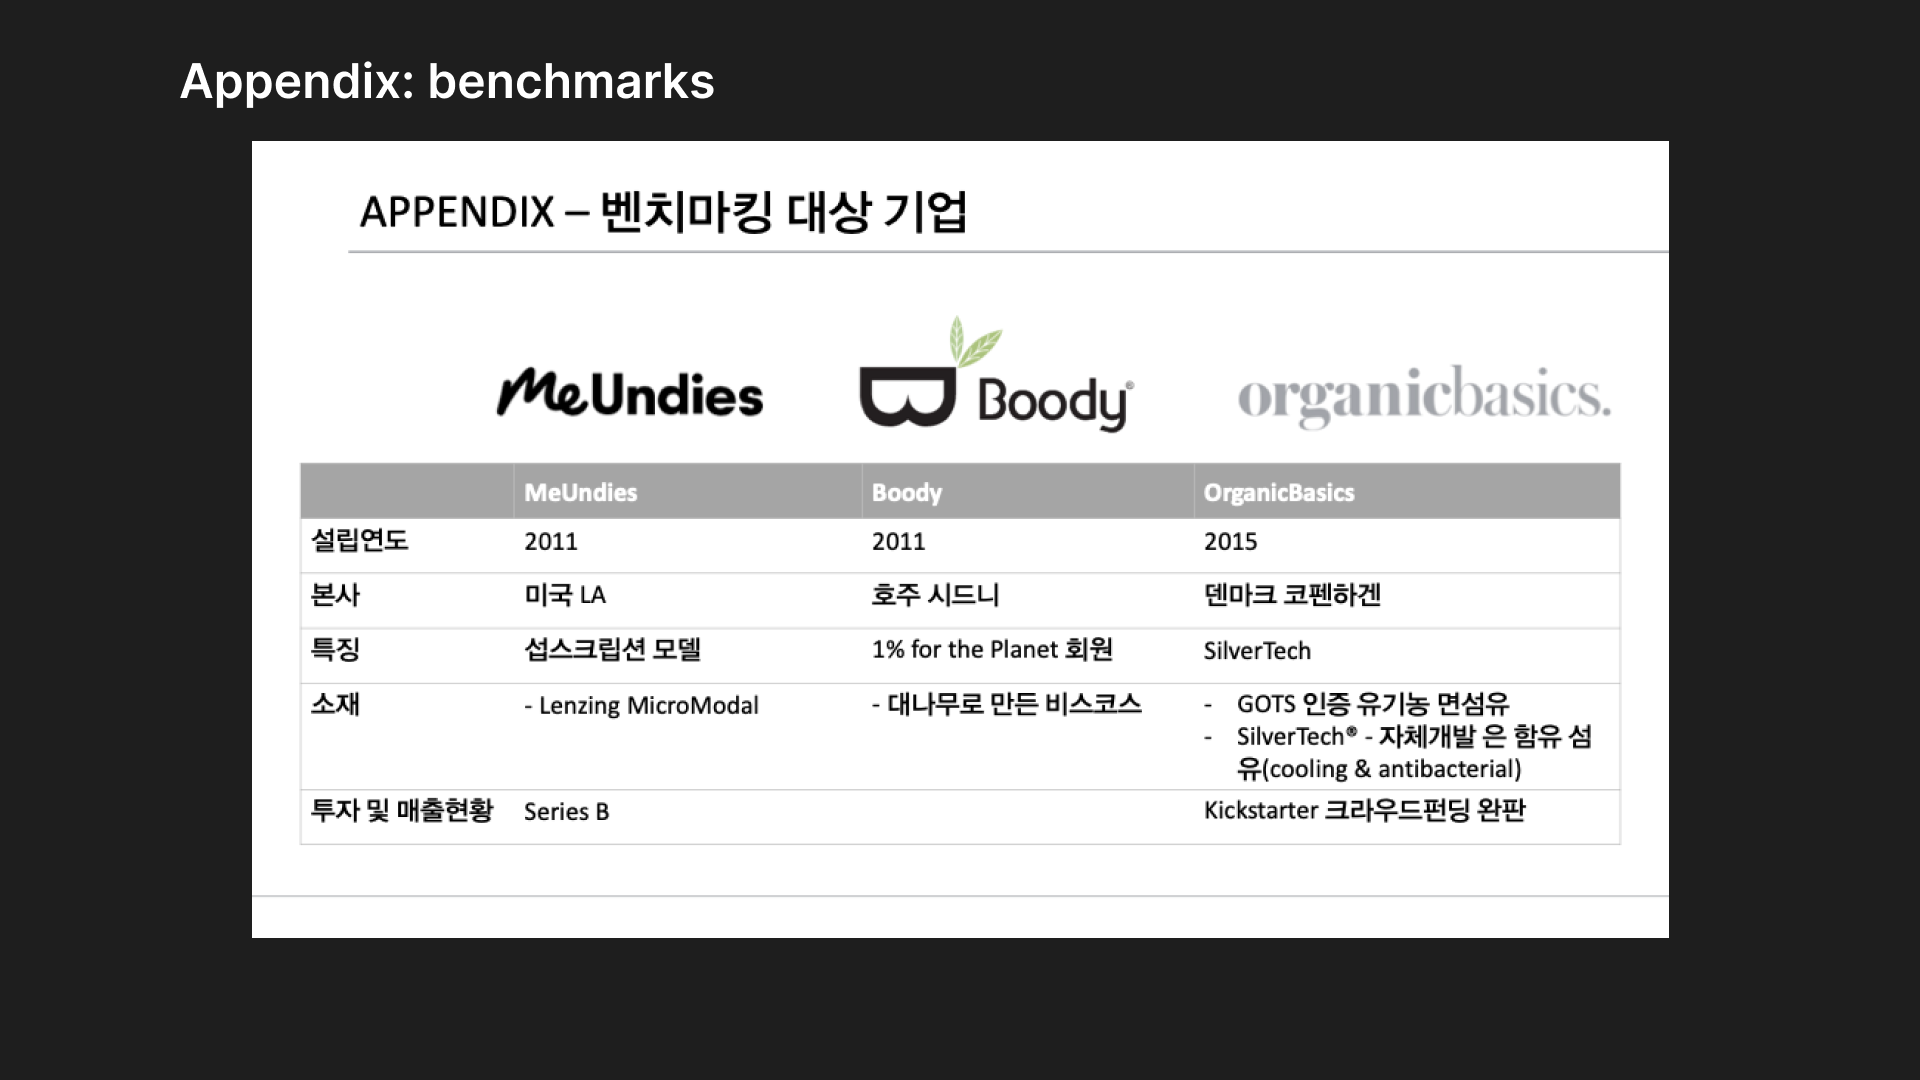 Appendix: benchmarks
APPENDIX – 벤치마킹 대상 기업
MeUndies
Boody®
organicbasics.
MeUndies Boody OrganicBasics
설립연도 2011 2011 2015
본사 미국 LA 호주 시드니 덴마크 코펜하겐
특징 섭스크립션 모델 1% for the Planet 회원 SilverTech
소재 - Lenzing MicroModal - 대나무로 만든 비스코스 - GOTS 인증 유기농 면섬유
- SilverTech® - 자체개발 은 함유 섬
유(cooling & antibacterial)
투자 및 매출현황 Series B Kickstarter 크라우드펀딩 완판